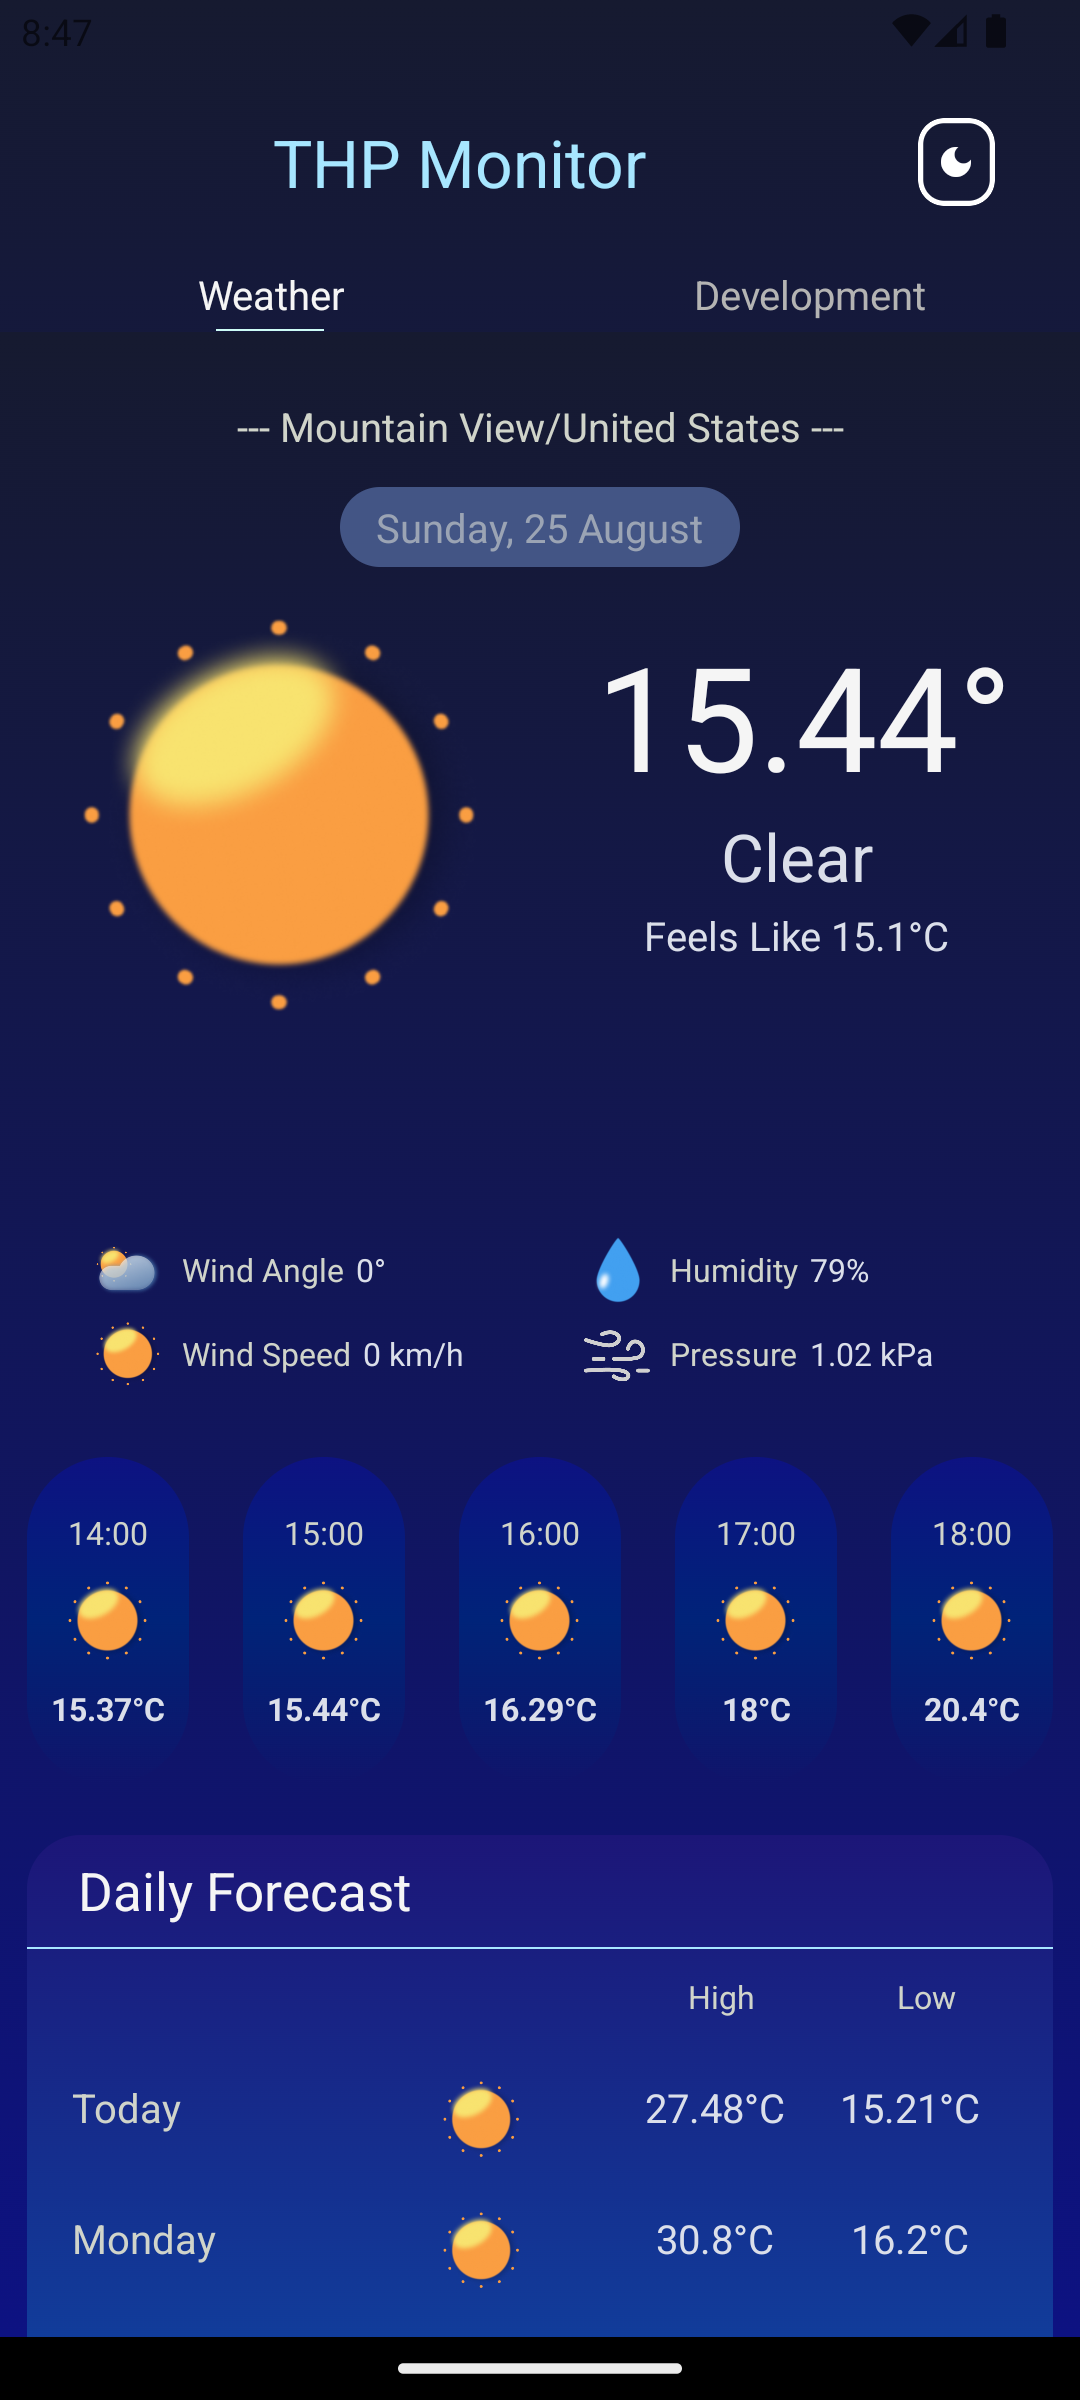 8:47
THP Monitor
Weather Development
--- Mountain View/United States ---
Sunday, 25 August
15.44°
Clear
Feels Like 15.1°C
Wind Angle 0° Humidity 79%
Wind Speed 0 km/h Pressure 1.02 kPa
14:00 15:00 16:00 17:00 18:00
15.37°C 15.44°C 16.29°C 18°C 20.4°C
Daily Forecast
High Low
Today 27.48°C 15.21°C
Monday 30.8°C 16.2°C